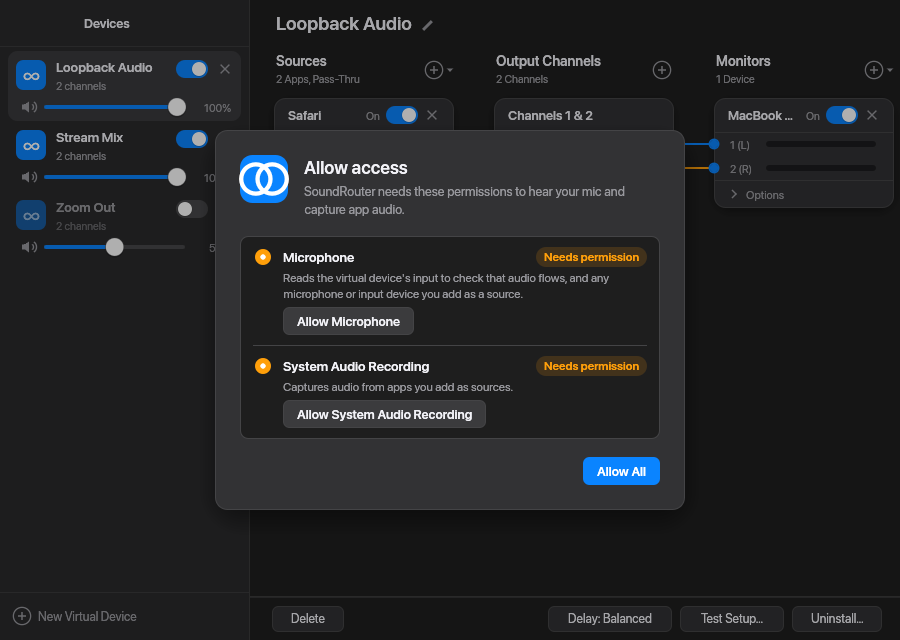 Devices
Loopback Audio
2 channels
100%
Stream Mix
2 channels
Zoom Out
2 channels
New Virtual Device
Loopback Audio
Sources
2 Apps, Pass-Thru
Output Channels
2 Channels
Monitors
1 Device
Safari
On
Channels 1 & 2
MacBook ...
On
1 (L)
2 (R)
Options
Allow access
SoundRouter needs these permissions to hear your mic and
capture app audio.
Microphone
Needs permission
Reads the virtual device's input to check that audio flows, and any
microphone or input device you add as a source.
Allow Microphone
System Audio Recording
Needs permission
Captures audio from apps you add as sources.
Allow System Audio Recording
Allow All
Delete
Delay: Balanced
Test Setup...
Uninstall...